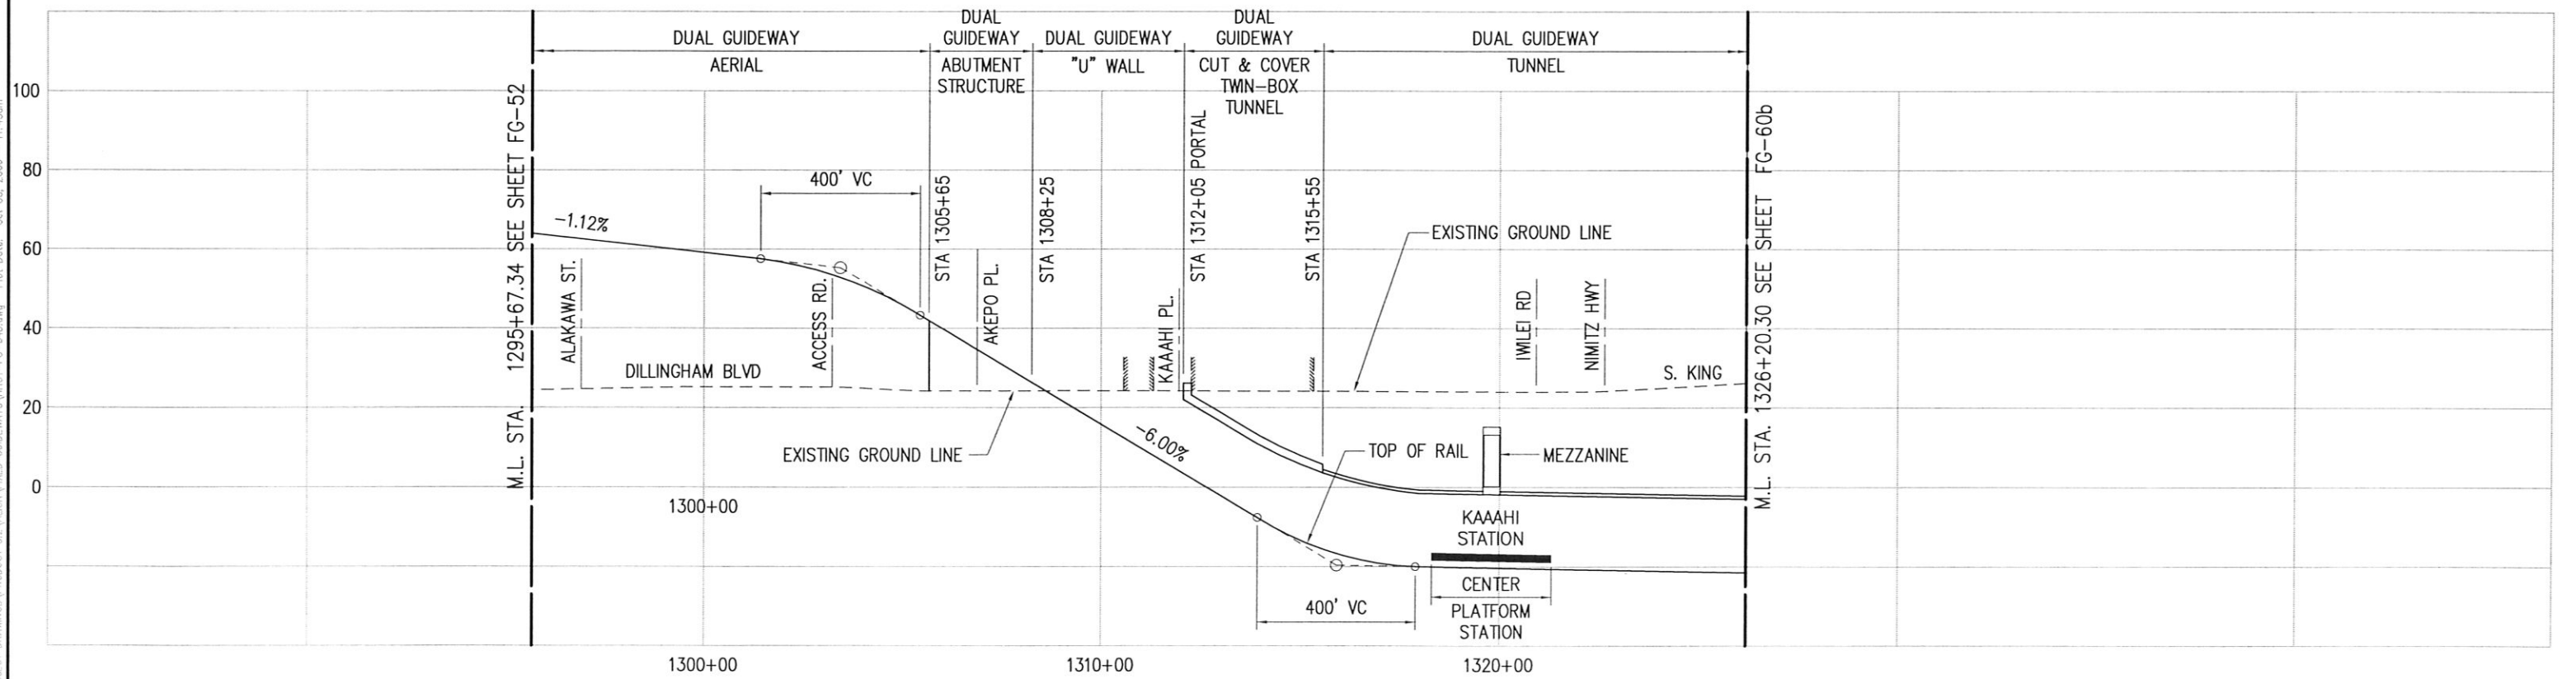 DUAL GUIDEWAY
AERIAL
DUAL
GUIDEWAY
ABUTMENT
STRUCTURE
DUAL GUIDEWAY
"U" WALL
DUAL
GUIDEWAY
CUT & COVER
TWIN-BOX
TUNNEL
DUAL GUIDEWAY
TUNNEL
100
80
60
40
20
0
M.L. STA. 1295+67.34 SEE SHEET FG-52
-1.12%
400' VC
ALAKAWA ST.
ACCESS RD.
DILLINGHAM BLVD
STA 1305+65
AKEPO PL.
STA 1308+25
EXISTING GROUND LINE
KAAAHI PL.
STA 1312+05 PORTAL
STA 1315+55
-6.00%
EXISTING GROUND LINE
IWILEI RD
NIMITZ HWY
S. KING
TOP OF RAIL
MEZZANINE
KAAAHI
STATION
CENTER
PLATFORM
STATION
400' VC
M.L. STA. 1326+20.30 SEE SHEET FG-60b
1300+00
1300+00
1310+00
1320+00